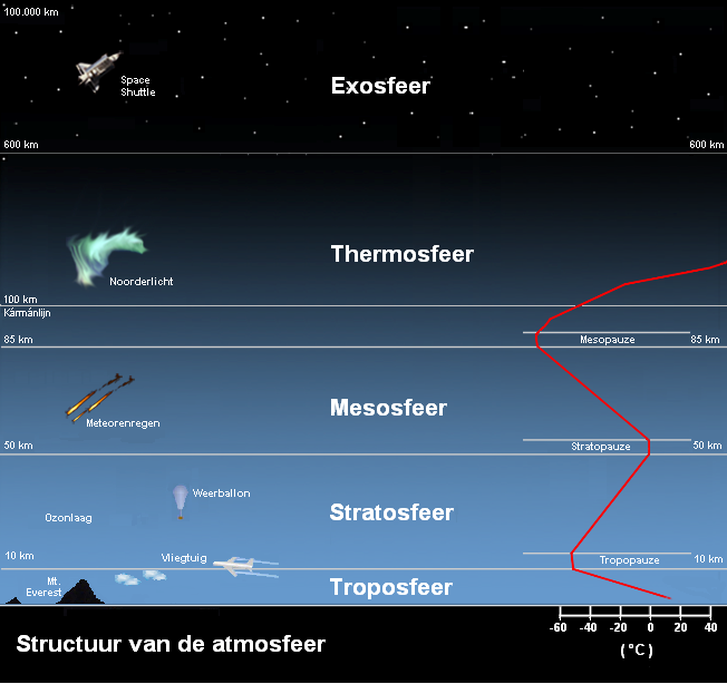 100.000 km
Space
Shuttle
Exosfeer
600 km
600 km
Thermosfeer
Noorderlicht
100 km
Kármánlijn
85 km
Mesopauze
85 km
Mesosfeer
Meteorenregen
50 km
Stratopauze
50 km
Weerballon
Stratosfeer
Ozonlaag
10 km
Vliegtuig
Tropopauze
10 km
Mt.
Everest
Troposfeer
-60 -40 -20 0 20 40
(°C)
Structuur van de atmosfeer